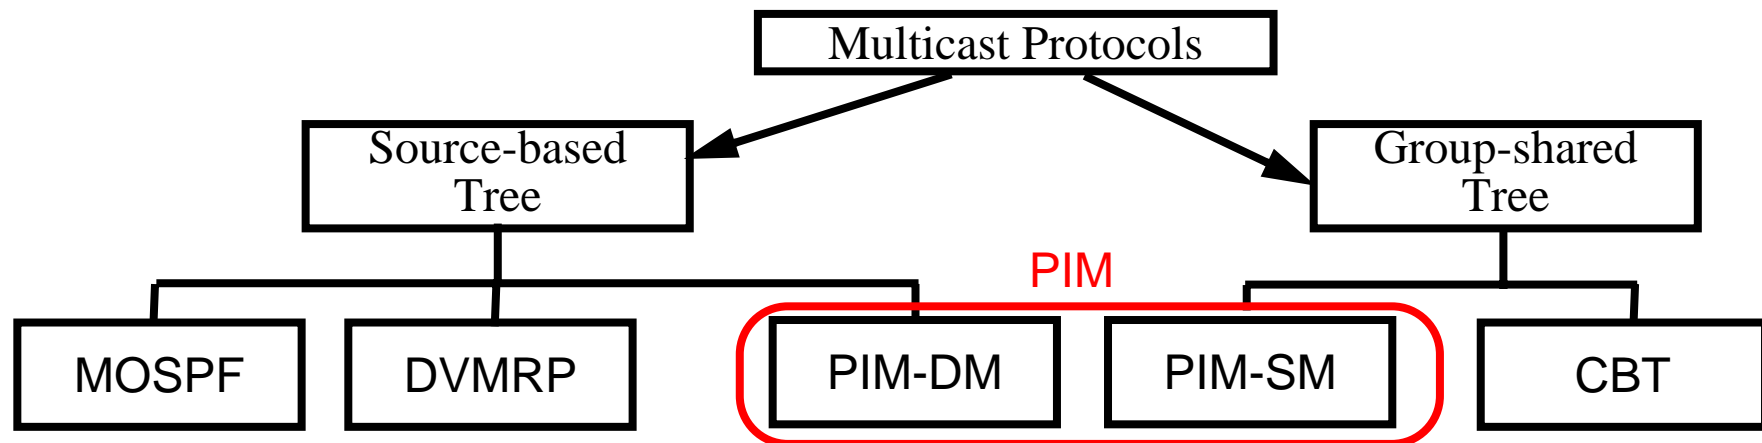 Multicast Protocols
Source-based
Tree
Group-shared
Tree
PIM
MOSPF
DVMRP
PIM-DM
PIM-SM
CBT